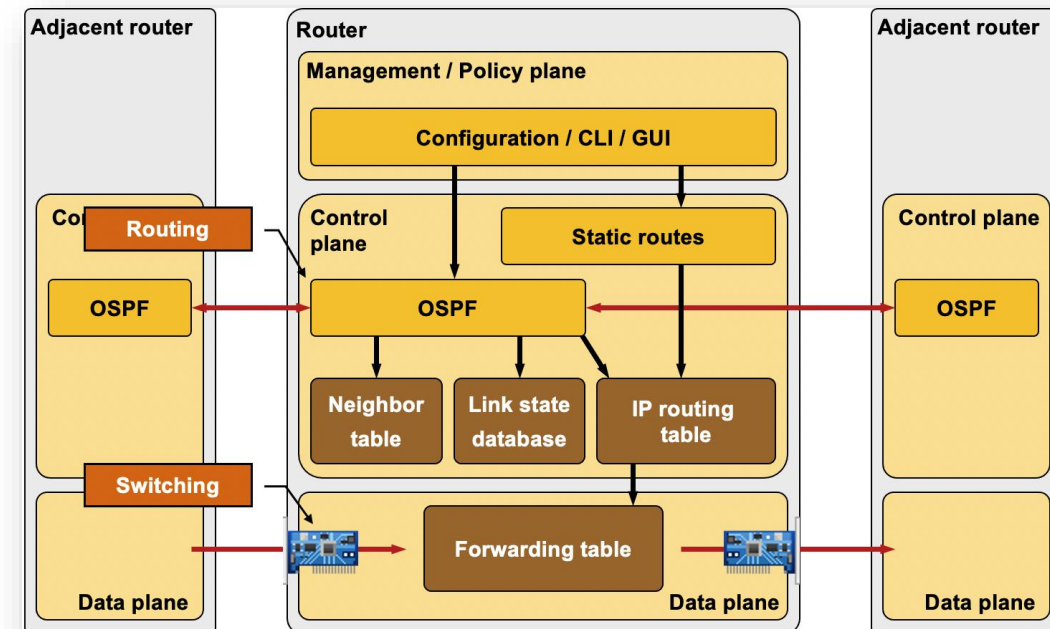 Adjacent router
Router
Adjacent router
Management / Policy plane
Configuration / CLI / GUI
Control
plane
Static routes
Control plane
Routing
OSPF
OSPF
OSPF
Neighbor
table
Link state
database
IP routing
table
Switching
Forwarding table
Data plane
Data plane
Data plane